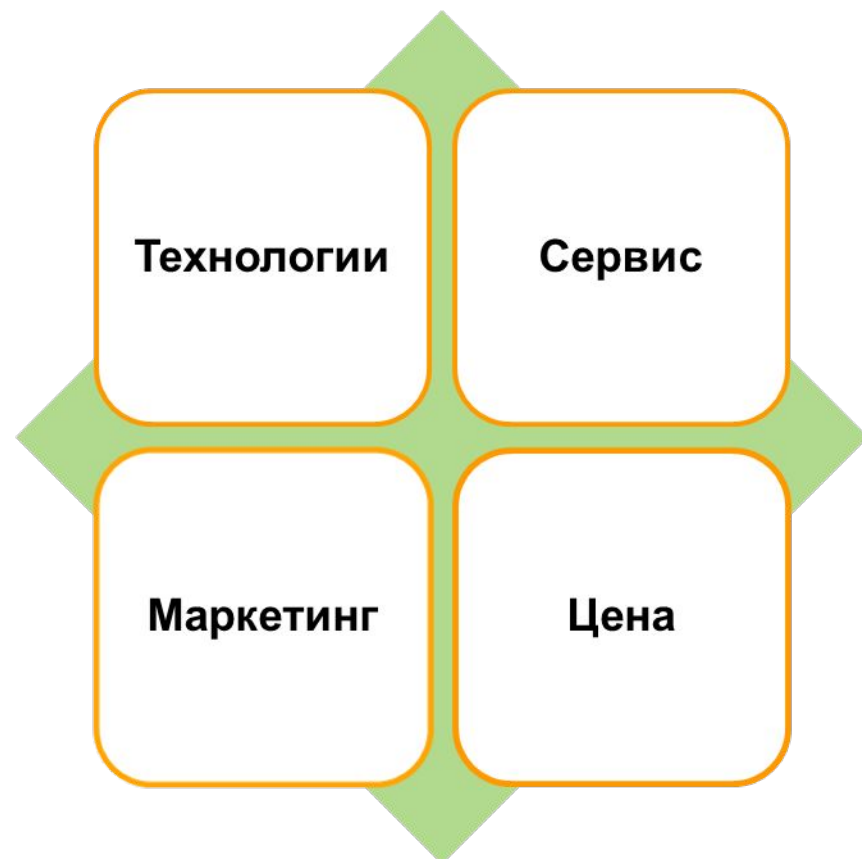 Технологии
Сервис
Маркетинг
Цена